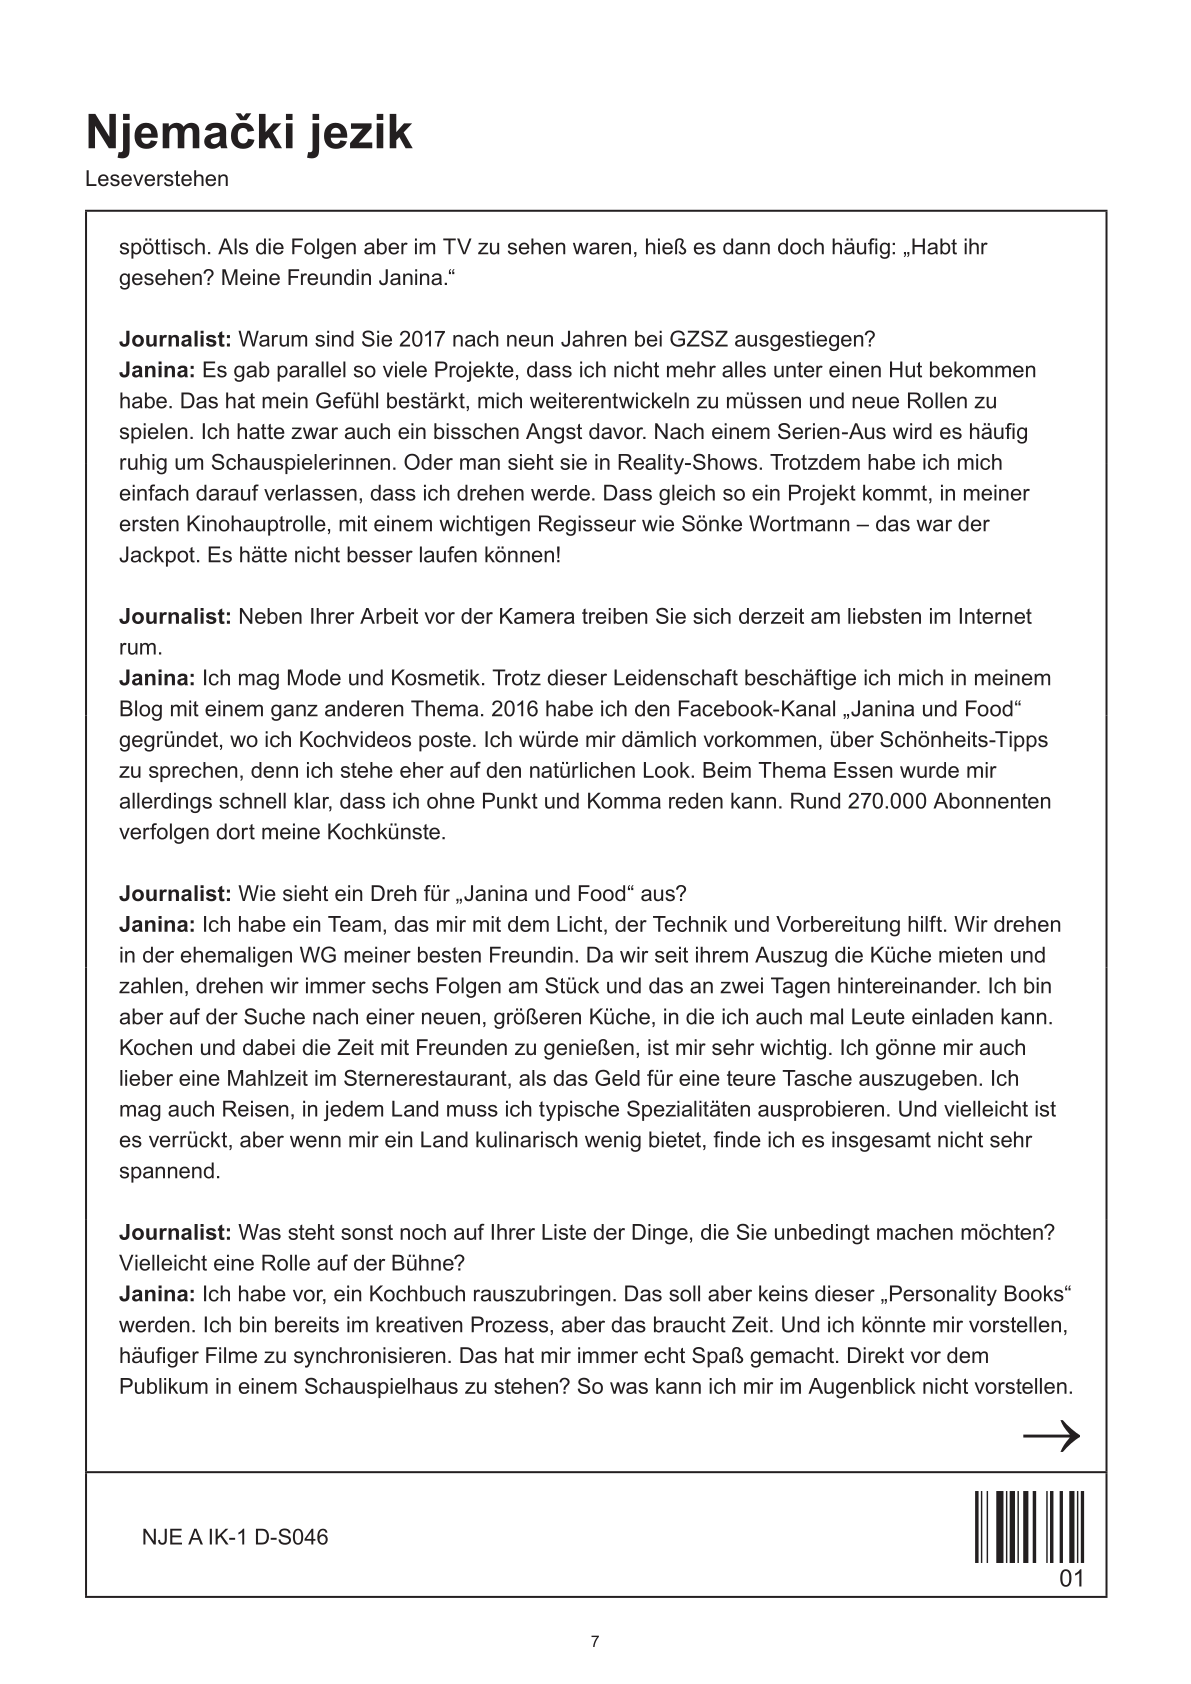 Njemački jezik
Leseverstehen
spöttisch. Als die Folgen aber im TV zu sehen waren, hieß es dann doch häufig: „Habt ihr
gesehen? Meine Freundin Janina.“
Journalist: Warum sind Sie 2017 nach neun Jahren bei GZSZ ausgestiegen?
Janina: Es gab parallel so viele Projekte, dass ich nicht mehr alles unter einen Hut bekommen
habe. Das hat mein Gefühl bestärkt, mich weiterentwickeln zu müssen und neue Rollen zu
spielen. Ich hatte zwar auch ein bisschen Angst davor. Nach einem Serien-Aus wird es häufig
ruhig um Schauspielerinnen. Oder man sieht sie in Reality-Shows. Trotzdem habe ich mich
einfach darauf verlassen, dass ich drehen werde. Dass gleich so ein Projekt kommt, in meiner
ersten Kinohauptrolle, mit einem wichtigen Regisseur wie Sönke Wortmann – das war der
Jackpot. Es hätte nicht besser laufen können!
Journalist: Neben Ihrer Arbeit vor der Kamera treiben Sie sich derzeit am liebsten im Internet
rum.
Janina: Ich mag Mode und Kosmetik. Trotz dieser Leidenschaft beschäftige ich mich in meinem
Blog mit einem ganz anderen Thema. 2016 habe ich den Facebook-Kanal „Janina und Food“
gegründet, wo ich Kochvideos poste. Ich würde mir dämlich vorkommen, über Schönheits-Tipps
zu sprechen, denn ich stehe eher auf den natürlichen Look. Beim Thema Essen wurde mir
allerdings schnell klar, dass ich ohne Punkt und Komma reden kann. Rund 270.000 Abonnenten
verfolgen dort meine Kochkünste.
Journalist: Wie sieht ein Dreh für „Janina und Food“ aus?
Janina: Ich habe ein Team, das mir mit dem Licht, der Technik und Vorbereitung hilft. Wir drehen
in der ehemaligen WG meiner besten Freundin. Da wir seit ihrem Auszug die Küche mieten und
zahlen, drehen wir immer sechs Folgen am Stück und das an zwei Tagen hintereinander. Ich bin
aber auf der Suche nach einer neuen, größeren Küche, in die ich auch mal Leute einladen kann.
Kochen und dabei die Zeit mit Freunden zu genießen, ist mir sehr wichtig. Ich gönne mir auch
lieber eine Mahlzeit im Sternerestaurant, als das Geld für eine teure Tasche auszugeben. Ich
mag auch Reisen, in jedem Land muss ich typische Spezialitäten ausprobieren. Und vielleicht ist
es verrückt, aber wenn mir ein Land kulinarisch wenig bietet, finde ich es insgesamt nicht sehr
spannend.
Journalist: Was steht sonst noch auf Ihrer Liste der Dinge, die Sie unbedingt machen möchten?
Vielleicht eine Rolle auf der Bühne?
Janina: Ich habe vor, ein Kochbuch rauszubringen. Das soll aber keins dieser „Personality Books“
werden. Ich bin bereits im kreativen Prozess, aber das braucht Zeit. Und ich könnte mir vorstellen,
häufiger Filme zu synchronisieren. Das hat mir immer echt Spaß gemacht. Direkt vor dem
Publikum in einem Schauspielhaus zu stehen? So was kann ich mir im Augenblick nicht vorstellen.
NJE A IK-1 D-S046
01
7